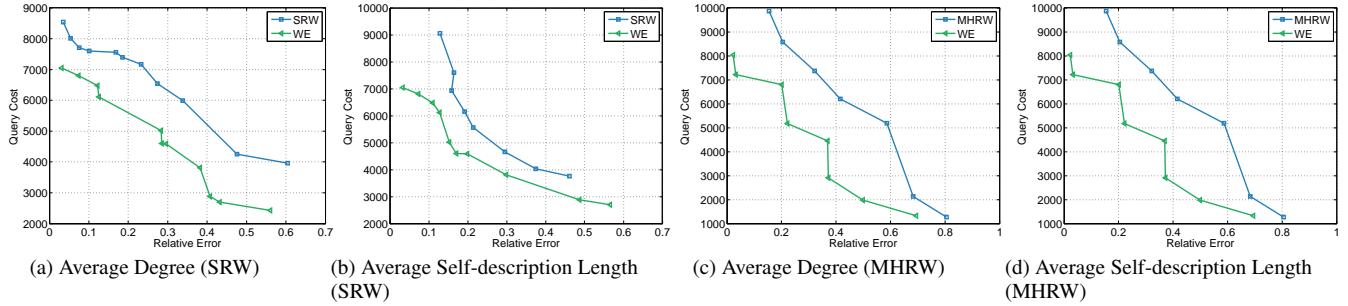 9000
8000
7000
6000
5000
4000
3000
2000
Query Cost
0 0.1 0.2 0.3 0.4 0.5 0.6 0.7
Relative Error
SRW
WE
(a) Average Degree (SRW)
10000
9000
8000
7000
6000
5000
4000
3000
2000
Query Cost
0 0.1 0.2 0.3 0.4 0.5 0.6 0.7
Relative Error
SRW
WE
(b) Average Self-description Length
(SRW)
10000
9000
8000
7000
6000
5000
4000
3000
2000
1000
Query Cost
0 0.2 0.4 0.6 0.8 1
Relative Error
MHRW
WE
(c) Average Degree (MHRW)
10000
9000
8000
7000
6000
5000
4000
3000
2000
1000
Query Cost
0 0.2 0.4 0.6 0.8 1
Relative Error
MHRW
WE
(d) Average Self-description Length
(MHRW)